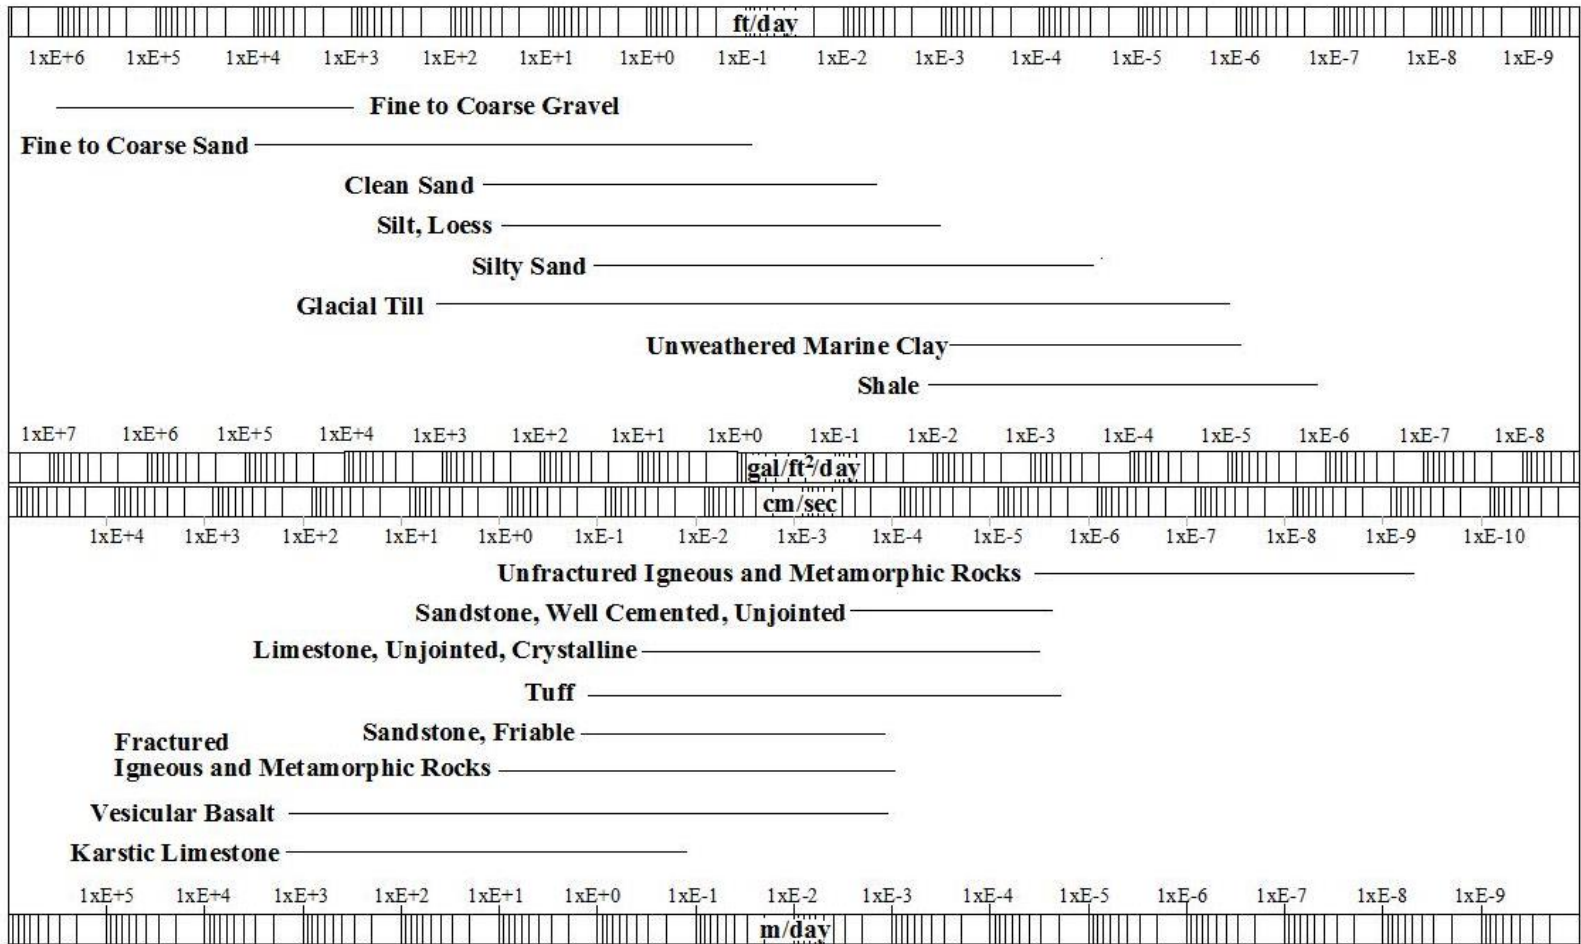 ft/day
1xE+6 1xE+5 1xE+4 1xE+3 1xE+2 1xE+1 1xE+0 1xE-1 1xE-2 1xE-3 1xE-4 1xE-5 1xE-6 1xE-7 1xE-8 1xE-9
Fine to Coarse Gravel
Fine to Coarse Sand
Clean Sand
Silt, Loess
Silty Sand
Glacial Till
Unweathered Marine Clay
Shale
1xE+7 1xE+6 1xE+5 1xE+4 1xE+3 1xE+2 1xE+1 1xE+0 1xE-1 1xE-2 1xE-3 1xE-4 1xE-5 1xE-6 1xE-7 1xE-8
gal/ft²/day
cm/sec
1xE+4 1xE+3 1xE+2 1xE+1 1xE+0 1xE-1 1xE-2 1xE-3 1xE-4 1xE-5 1xE-6 1xE-7 1xE-8 1xE-9 1xE-10
Unfractured Igneous and Metamorphic Rocks
Sandstone, Well Cemented, Unjointed
Limestone, Unjointed, Crystalline
Tuff
Sandstone, Friable
Fractured
Igneous and Metamorphic Rocks
Vesicular Basalt
Karstic Limestone
1xE+5 1xE+4 1xE+3 1xE+2 1xE+1 1xE+0 1xE-1 1xE-2 1xE-3 1xE-4 1xE-5 1xE-6 1xE-7 1xE-8 1xE-9
m/day